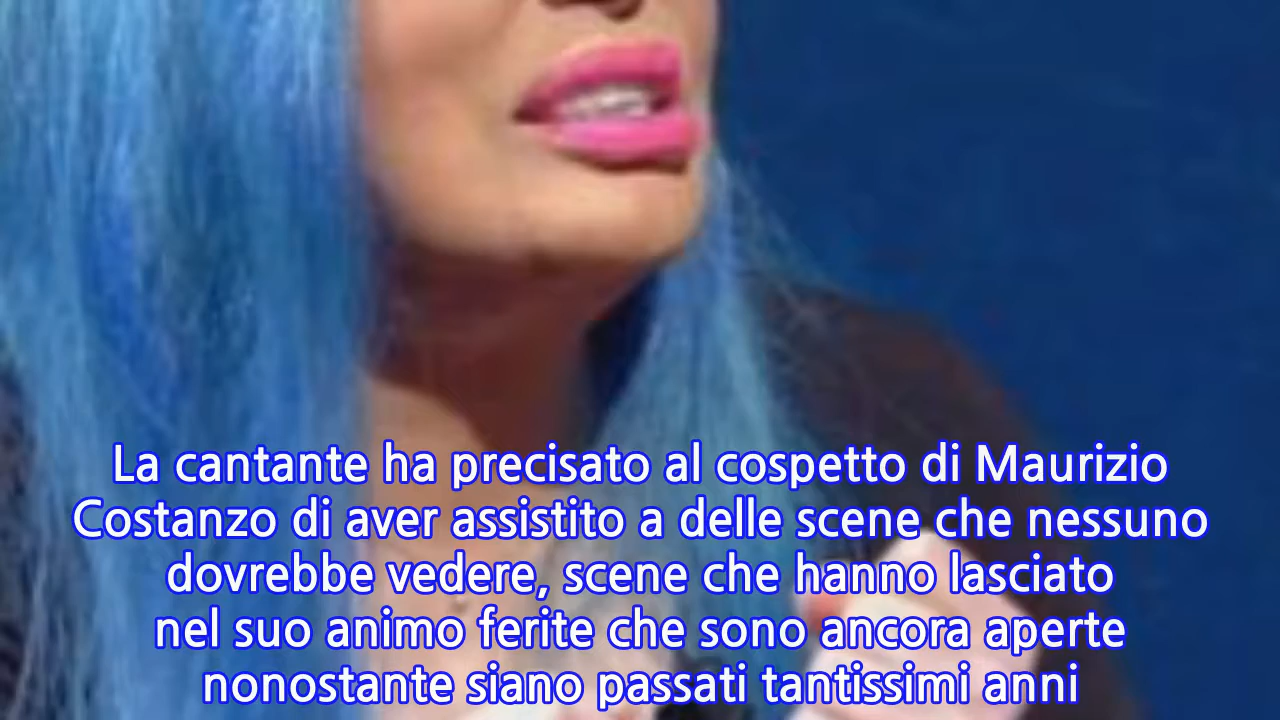 La cantante ha precisato al cospetto di Maurizio
Costanzo di aver assistito a delle scene che nessuno
dovrebbe vedere, scene che hanno lasciato
nel suo animo ferite che sono ancora aperte
nonostante siano passati tantissimi anni